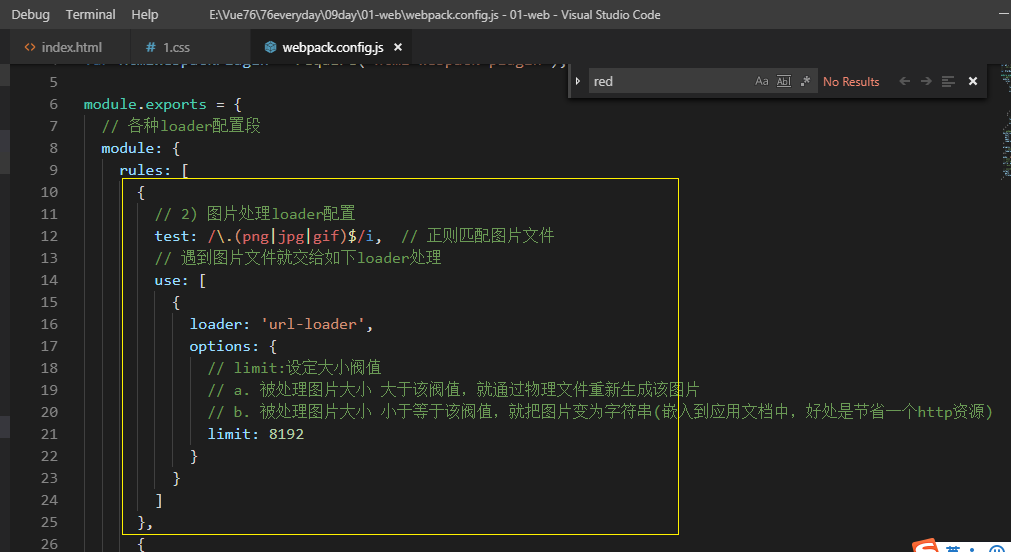 Debug Terminal Help E:\Vue76\76everyday\09day\01-web\webpack.config.js - 01-web - Visual Studio Code
<> index.html # 1.css webpack.config.js ×
red Aa Abl .* No Results
5
6 module.exports = {
7 // 各种loader配置段
8 module: {
9 rules: [
10 {
11 // 2) 图片处理loader配置
12 test: /\.(png|jpg|gif)$/i, // 正则匹配图片文件
13 // 遇到图片文件就交给如下loader处理
14 use: [
15 {
16 loader: 'url-loader',
17 options: {
18 // limit:设定大小阀值
19 // a. 被处理图片大小 大于该阀值，就通过物理文件重新生成该图片
20 // b. 被处理图片大小 小于等于该阀值，就把图片变为字符串(嵌入到应用文档中，好处是节省一个http资源)
21 limit: 8192
22 }
23 }
24 ]
25 },
26 {